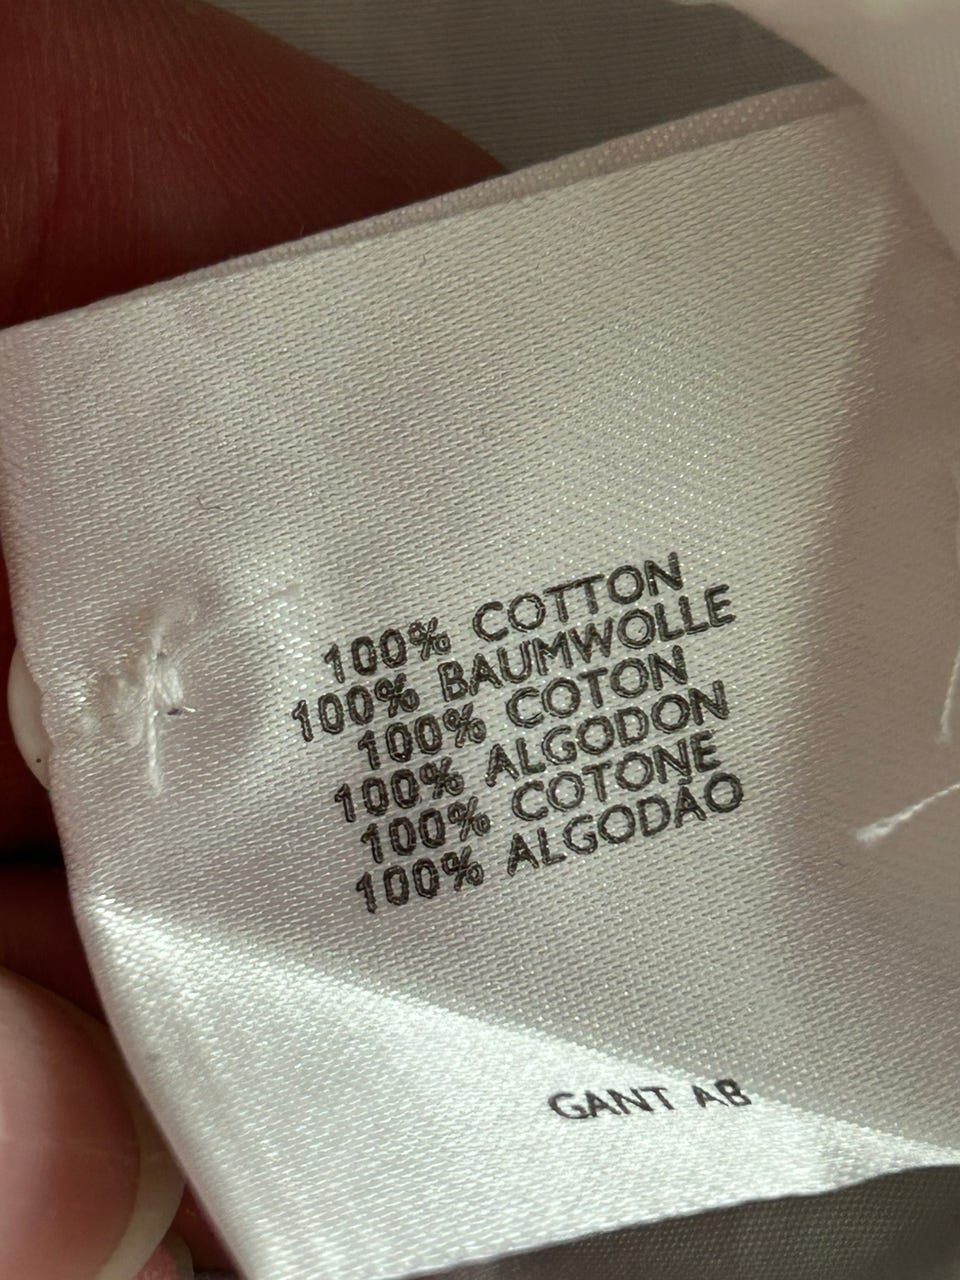 100% COTTON
100% BAUMWOLLE
100% COTON
100% ALGODON
100% COTONE
100% ALGODAO
GANT AB